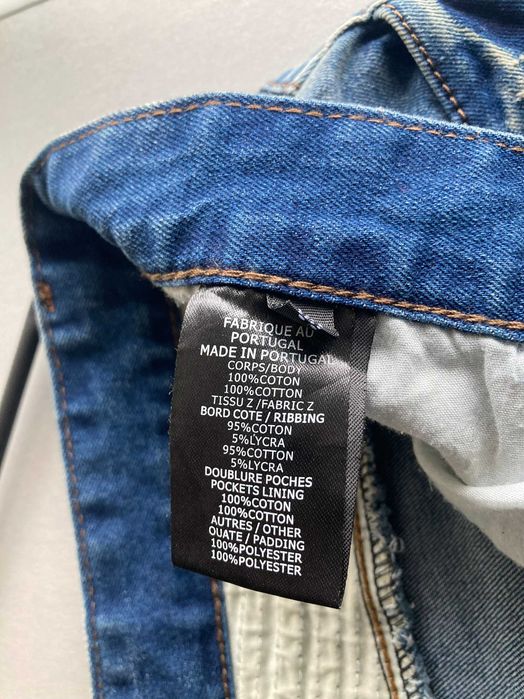 FABRIQUE AU
PORTUGAL
MADE IN PORTUGAL
CORPS/BODY
100%COTON
100%COTTON
TISSU Z /FABRIC Z
BORD COTE / RIBBING
95%COTON
5%LYCRA
95%COTTON
5%LYCRA
DOUBLURE POCHES
POCKETS LINING
100%COTON
100%COTTON
AUTRES / OTHER
OUATE / PADDING
100%POLYESTER
100%POLYESTER